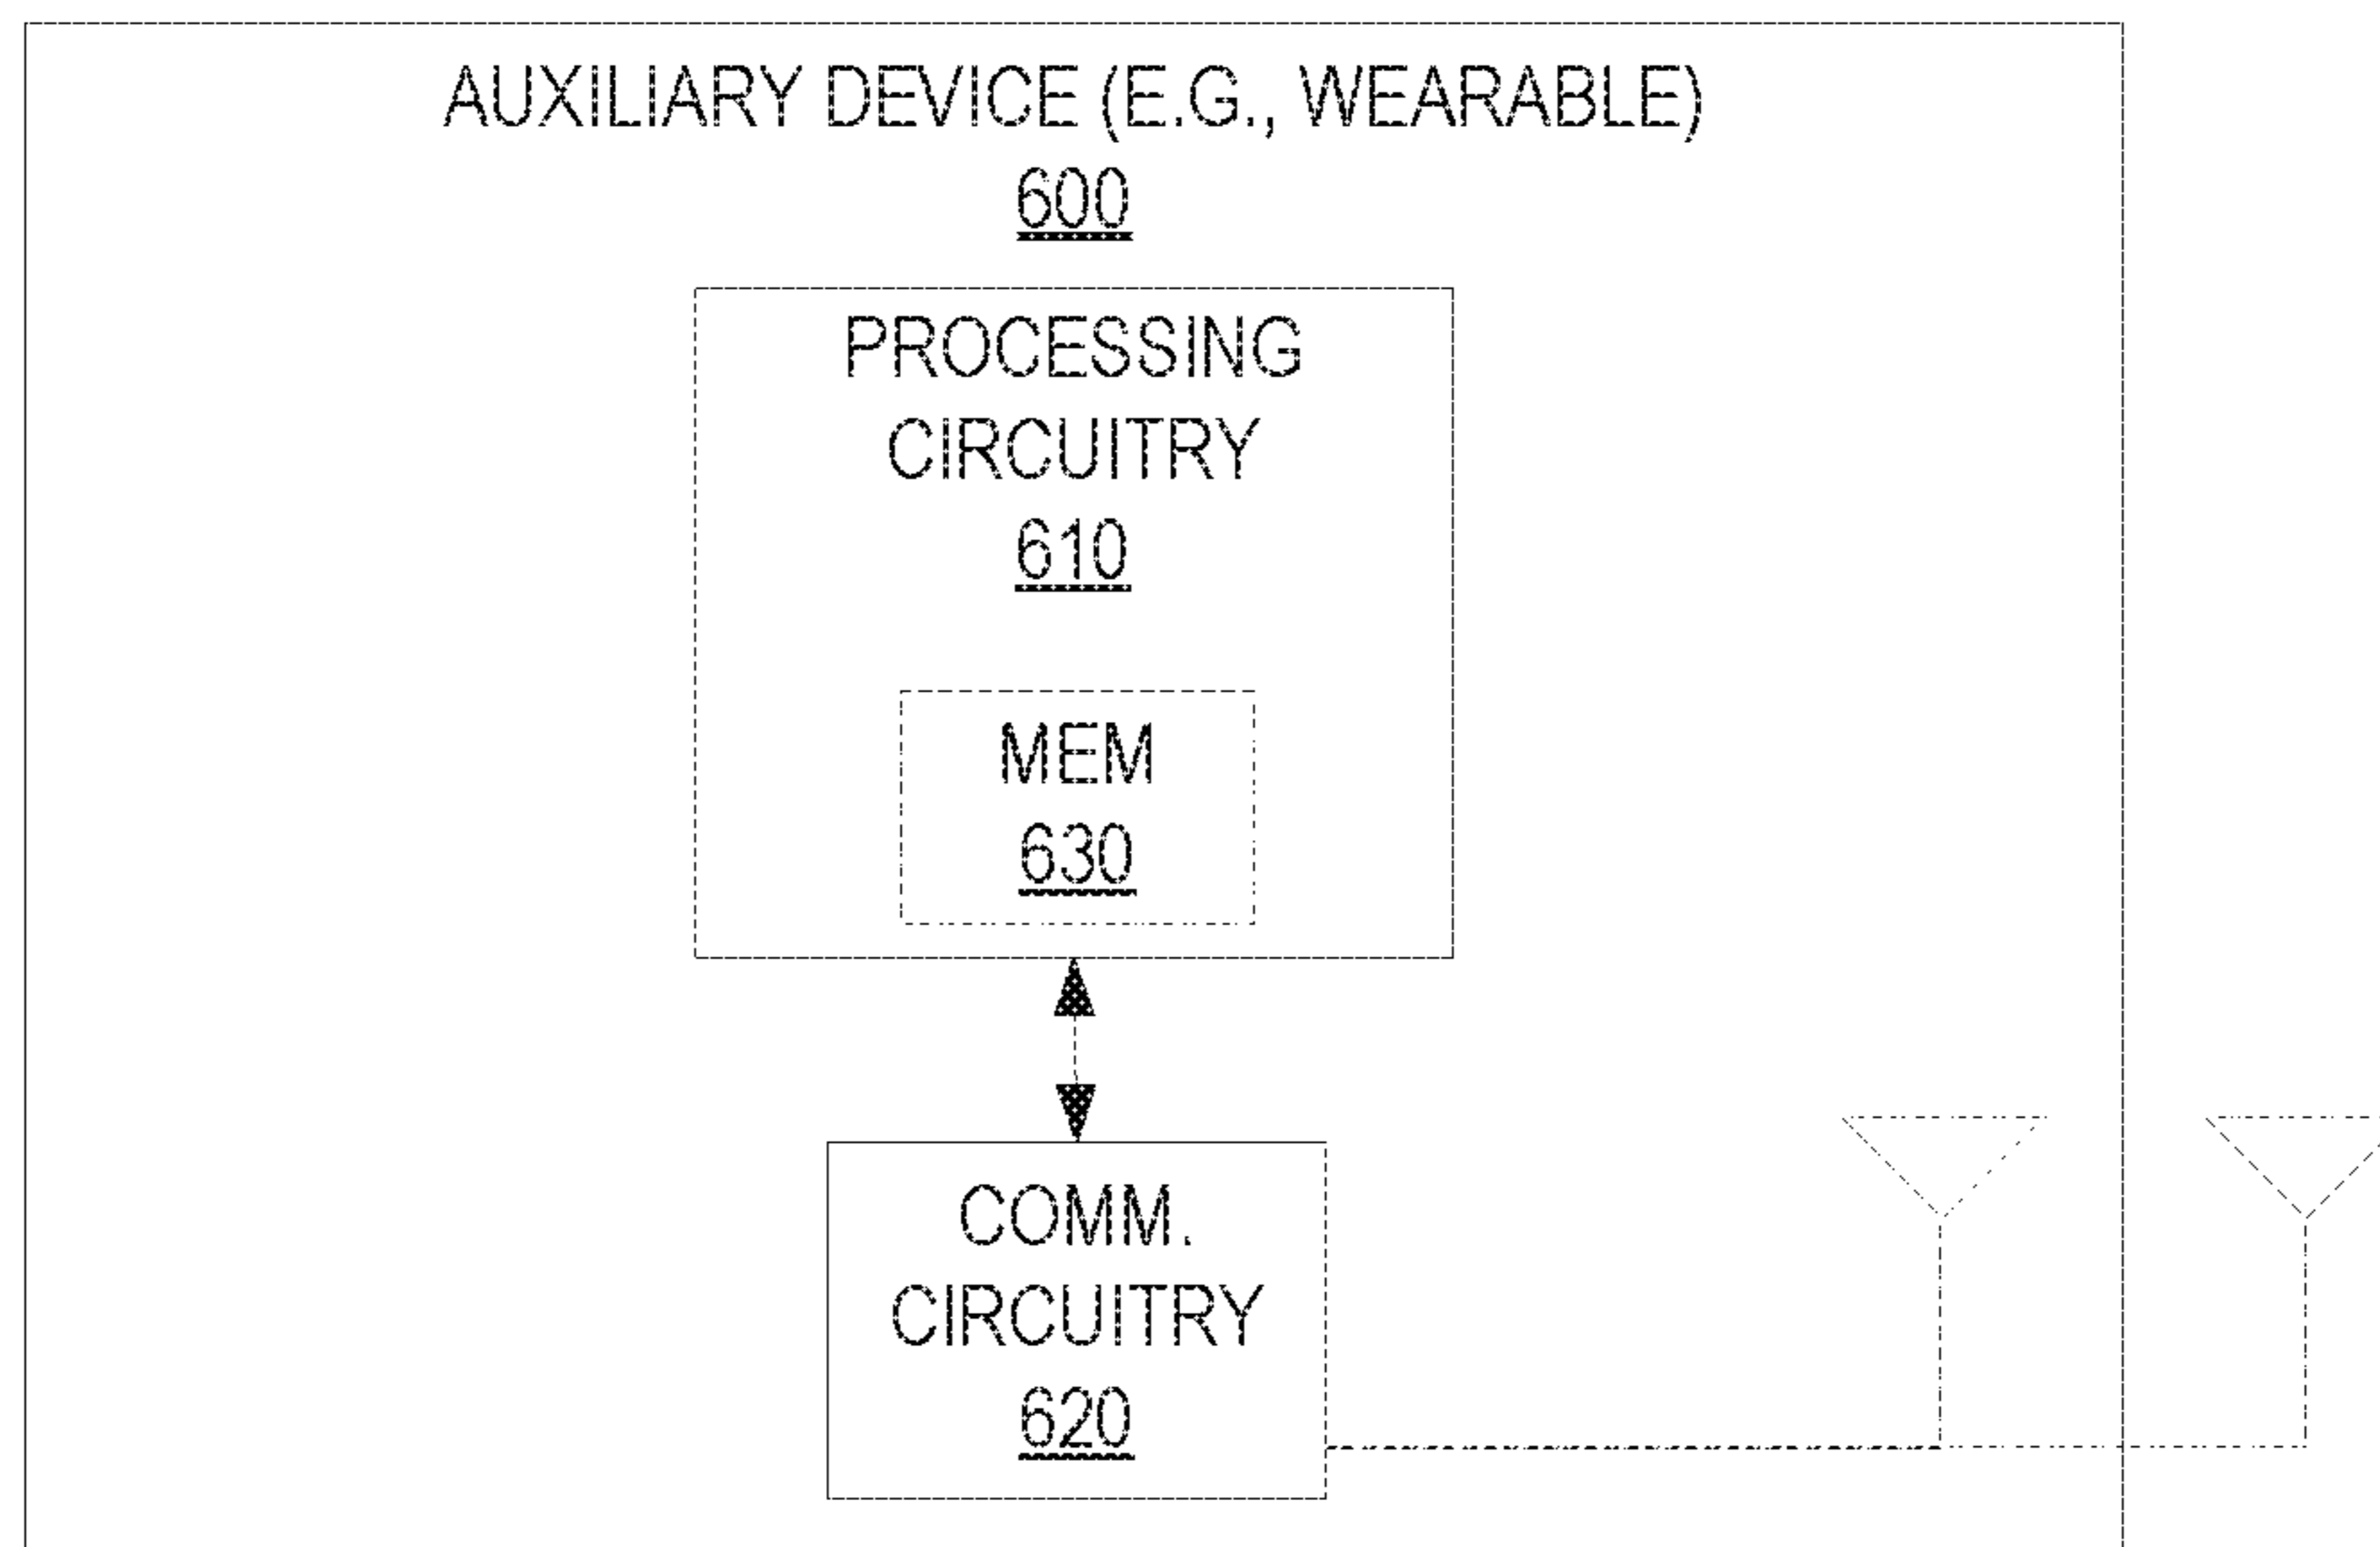 AUXILIARY DEVICE (E.G., WEARABLE)
600
PROCESSING
CIRCUITRY
610
MEM
630
COMM.
CIRCUITRY
620